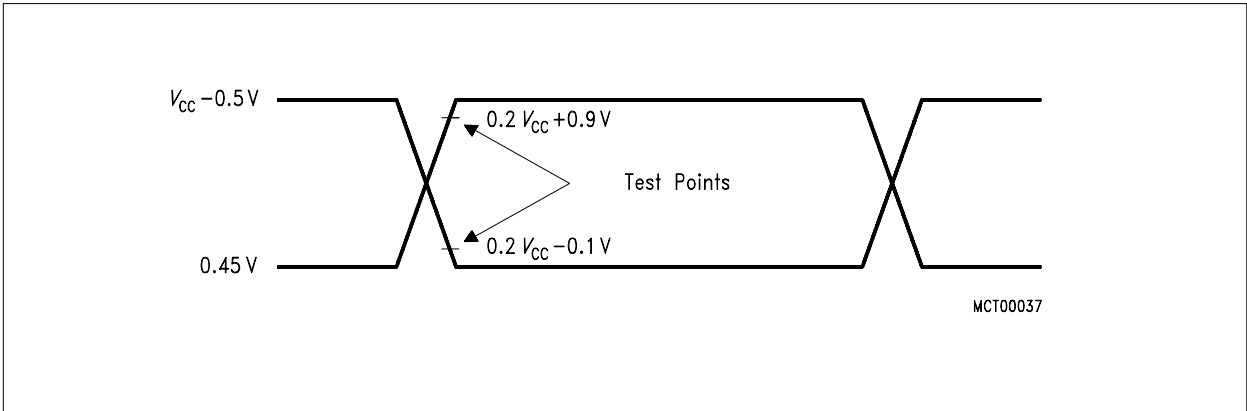 V_CC −0.5 V
0.2 V_CC +0.9 V
Test Points
0.2 V_CC −0.1 V
0.45 V
MCT00037